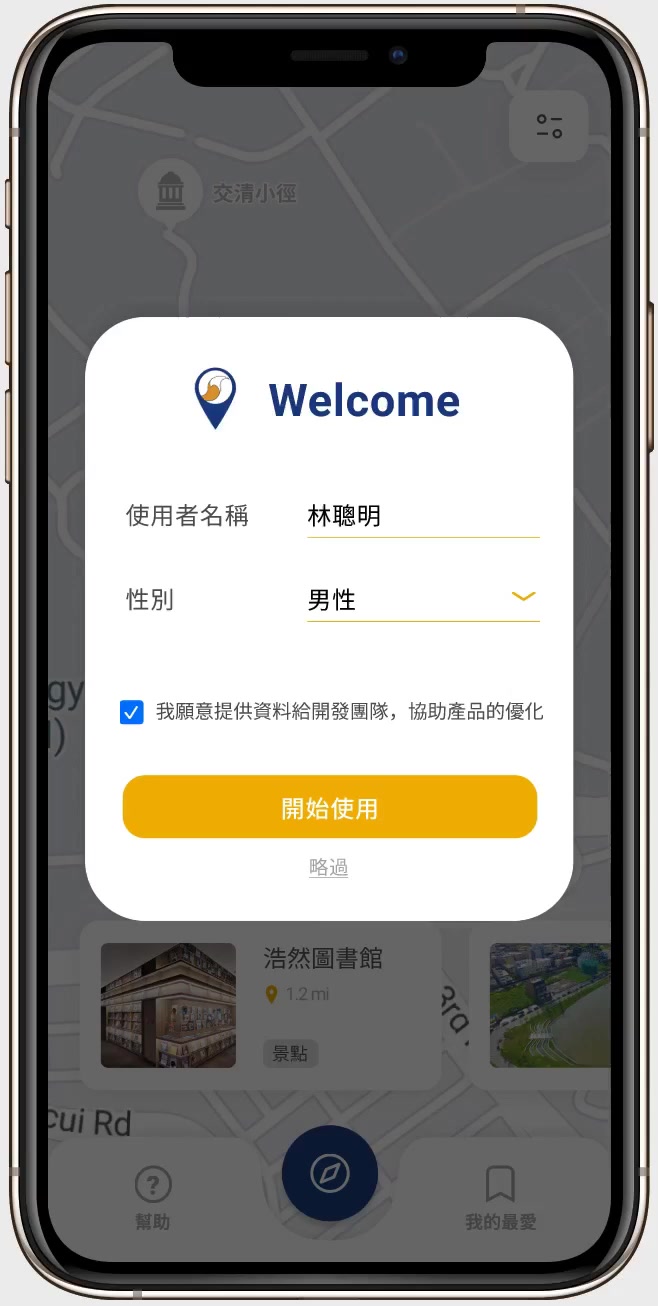 交清小徑
Welcome
使用者名稱
林聰明
性別
男性
我願意提供資料給開發團隊，協助產品的優化
開始使用
略過
浩然圖書館
1.2 mi
景點
cui Rd
幫助
我的最愛